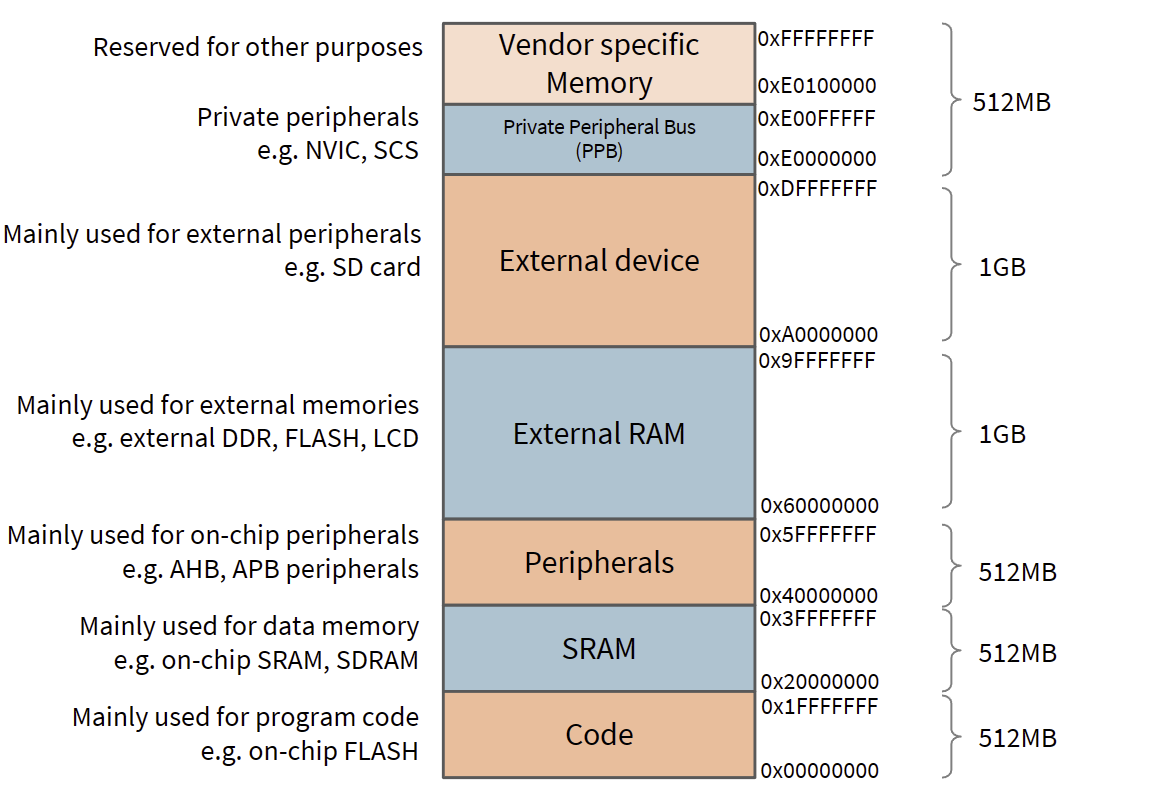 Reserved for other purposes
Vendor specific
Memory
0xFFFFFFFF
0xE0100000
512MB
Private peripherals
e.g. NVIC, SCS
Private Peripheral Bus
(PPB)
0xE00FFFFF
0xE0000000
Mainly used for external peripherals
e.g. SD card
External device
0xDFFFFFFF
0xA0000000
1GB
Mainly used for external memories
e.g. external DDR, FLASH, LCD
External RAM
0x9FFFFFFF
0x60000000
1GB
Mainly used for on-chip peripherals
e.g. AHB, APB peripherals
Peripherals
0x5FFFFFFF
0x40000000
512MB
Mainly used for data memory
e.g. on-chip SRAM, SDRAM
SRAM
0x3FFFFFFF
0x20000000
512MB
Mainly used for program code
e.g. on-chip FLASH
Code
0x1FFFFFFF
0x00000000
512MB